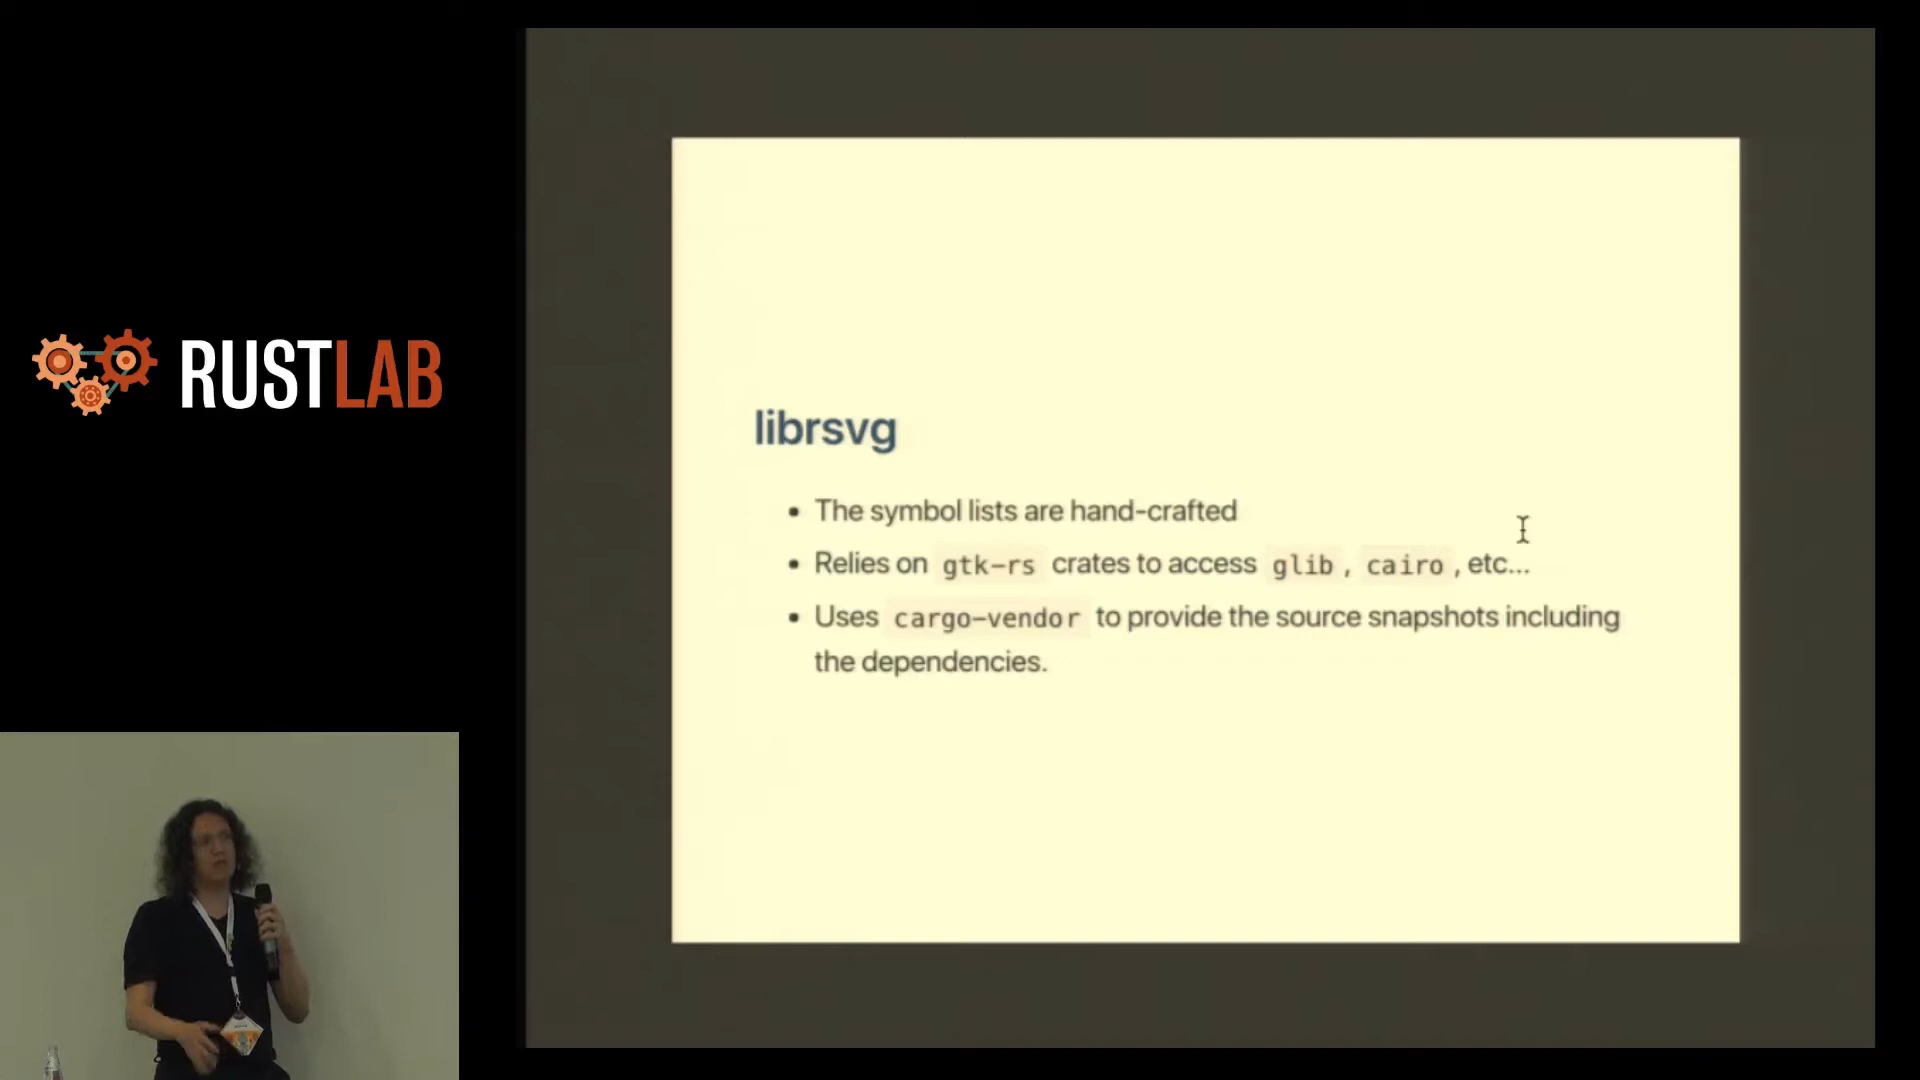 RUSTLAB
librsvg
• The symbol lists are hand-crafted
• Relies on gtk-rs crates to access glib, cairo, etc...
• Uses cargo-vendor to provide the source snapshots including
the dependencies.